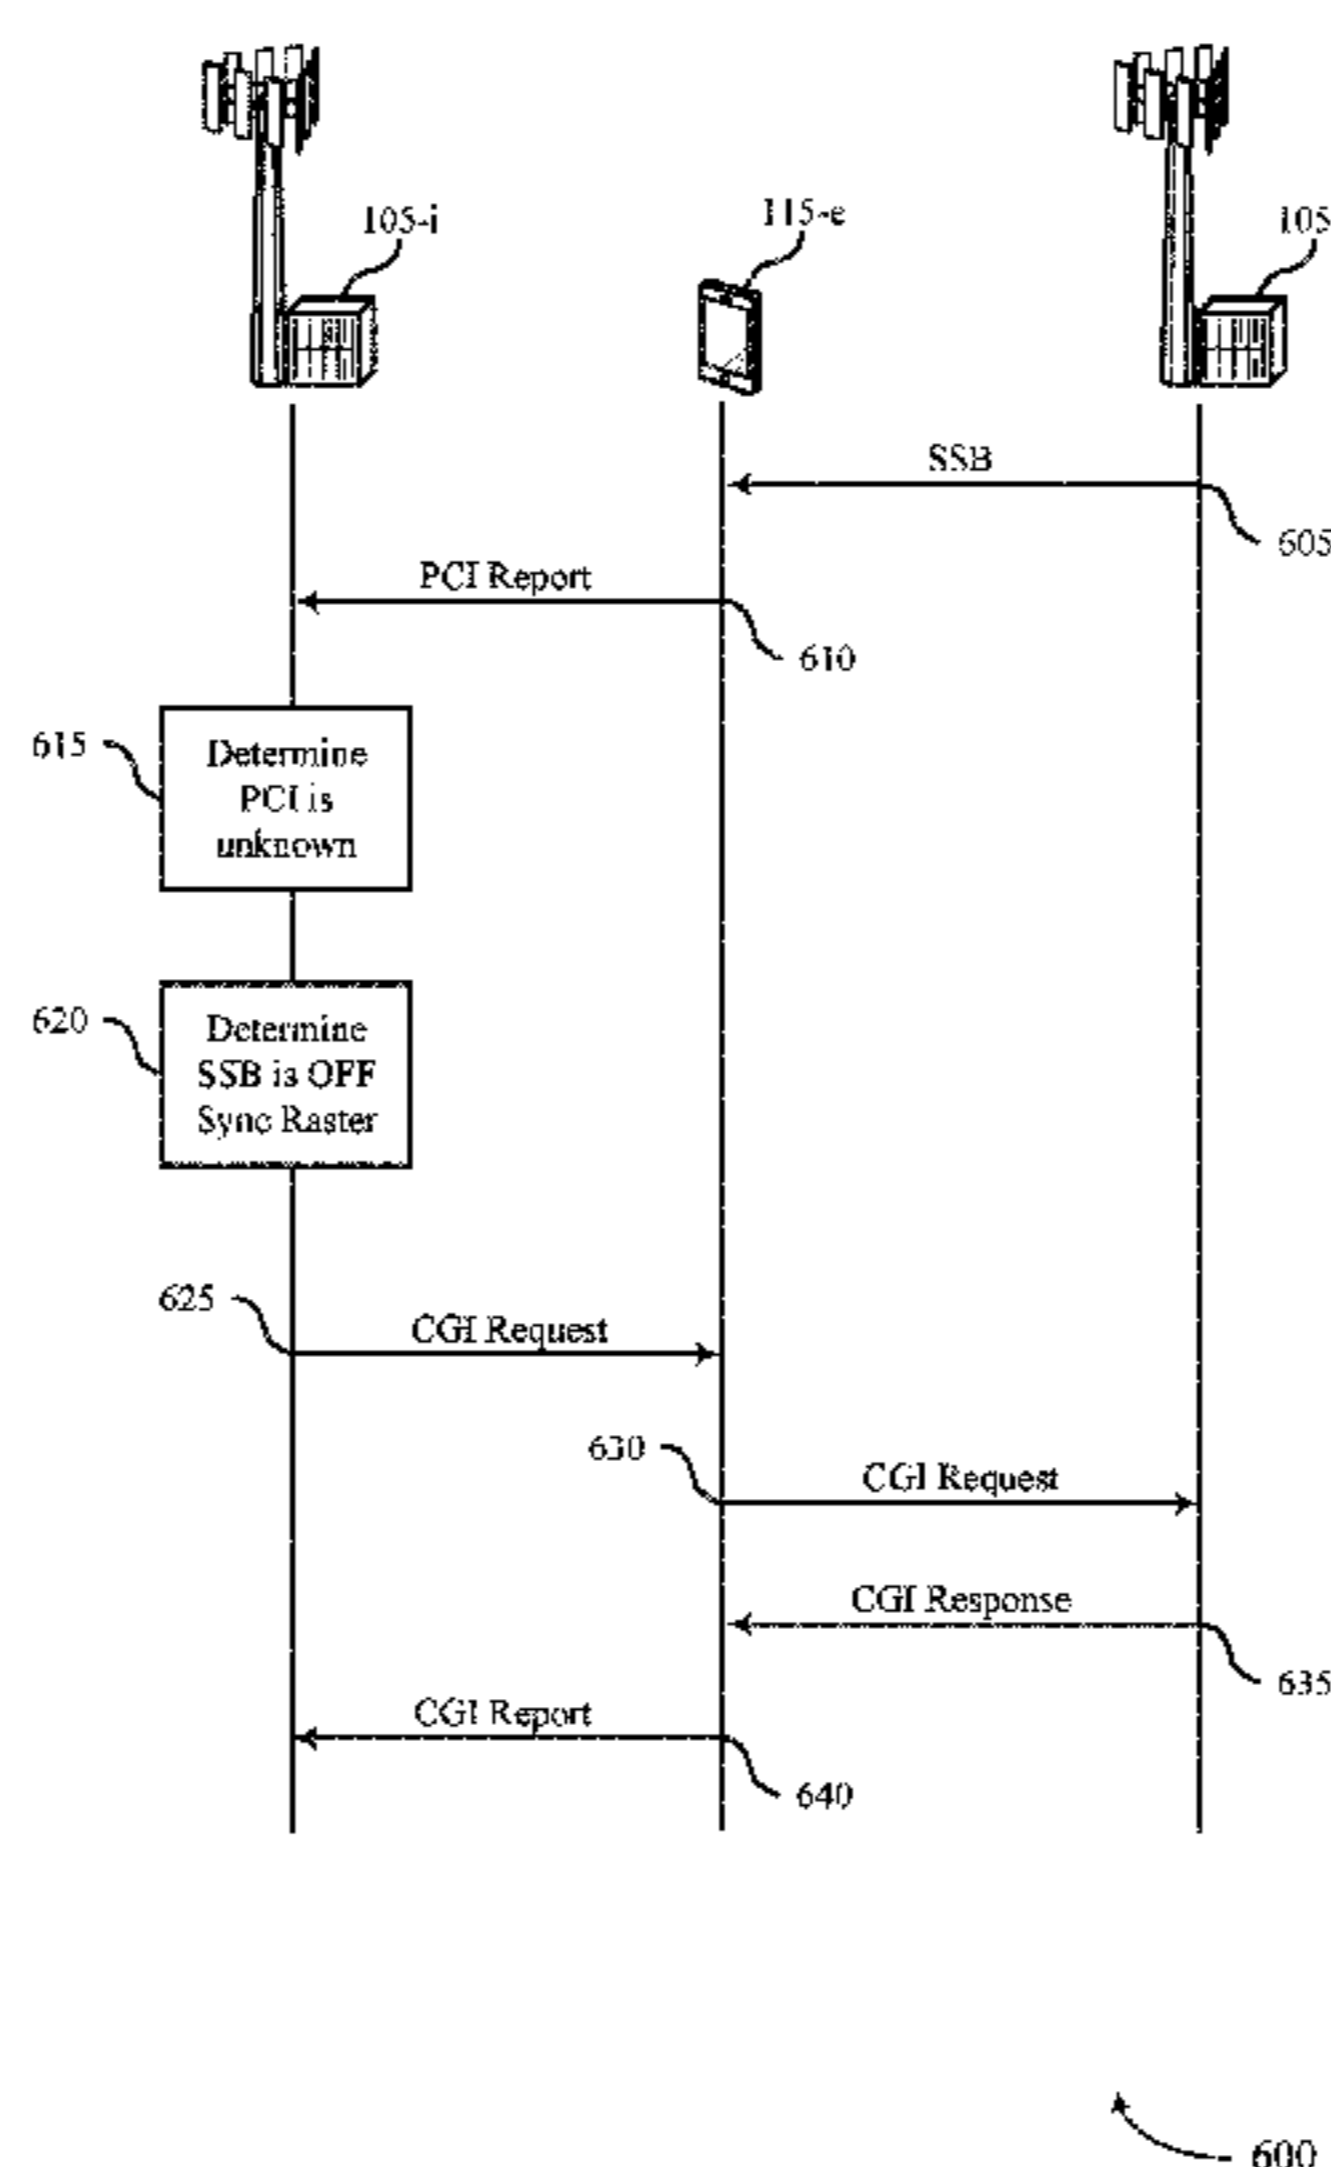 105-i
115-e
105
SSB
605
PCI Report
610
615
Determine
PCI is
unknown
620
Determine
SSB is OFF
Sync Raster
625
CGI Request
630
CGI Request
CGI Response
635
CGI Report
640
600